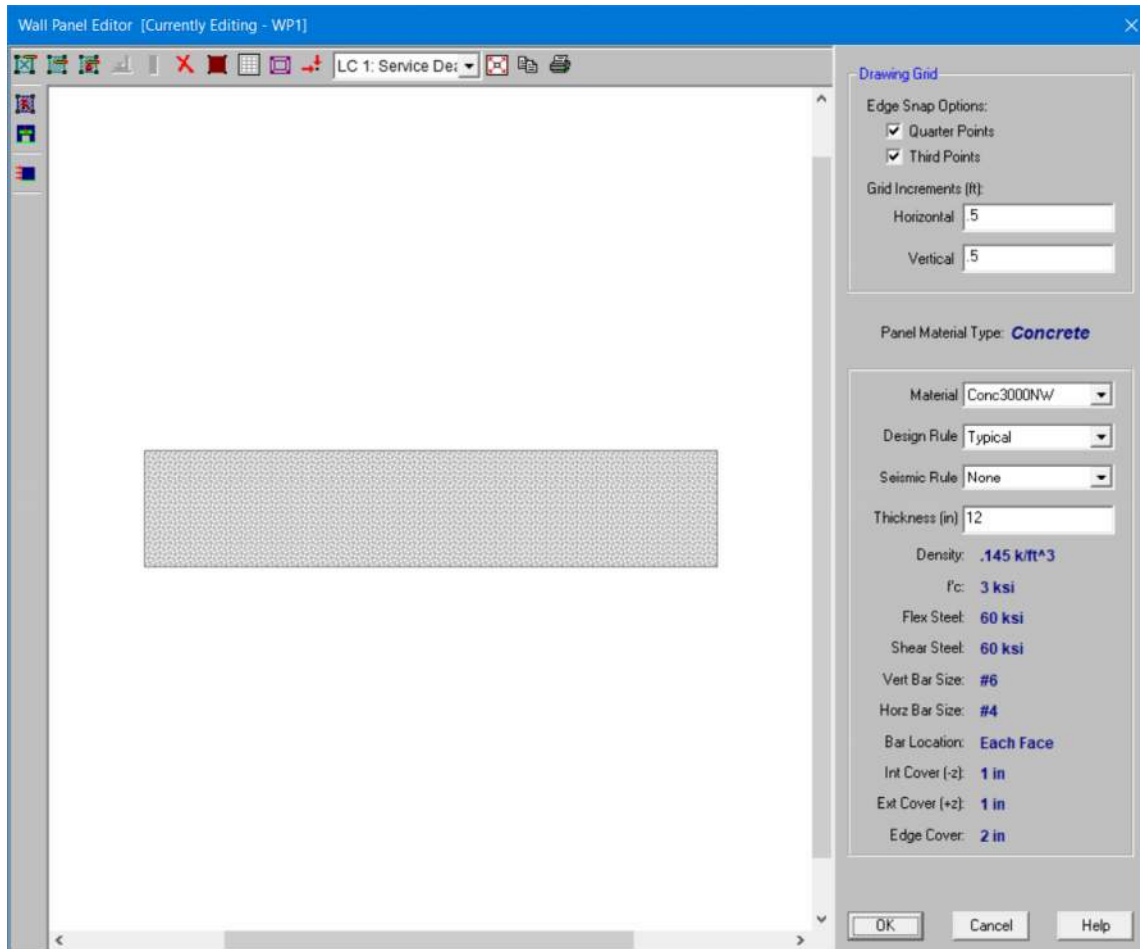 Wall Panel Editor [Currently Editing - WP1]
LC 1: Service De
Drawing Grid
Edge Snap Options:
Quarter Points
Third Points
Grid Increments (ft):
Horizontal .5
Vertical .5
Panel Material Type: Concrete
Material Conc3000NW
Design Rule Typical
Seismic Rule None
Thickness (in) 12
Density: .145 k/ft^3
f'c: 3 ksi
Flex Steel: 60 ksi
Shear Steel: 60 ksi
Vert Bar Size: #6
Horz Bar Size: #4
Bar Location: Each Face
Int Cover (-z): 1 in
Ext Cover (+z): 1 in
Edge Cover: 2 in
OK Cancel Help